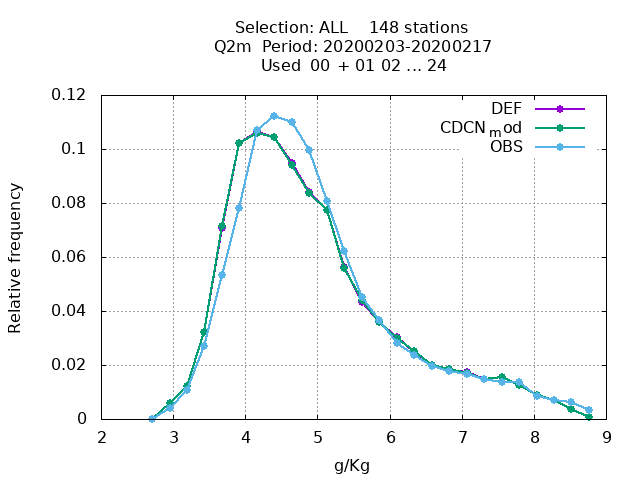 Selection: ALL    148 stations
Q2m  Period: 20200203-20200217
Used  00  + 01 02 ... 24
DEF
CDCN_mod
OBS
Relative frequency
0.12
0.1
0.08
0.06
0.04
0.02
0
2 3 4 5 6 7 8 9
g/Kg